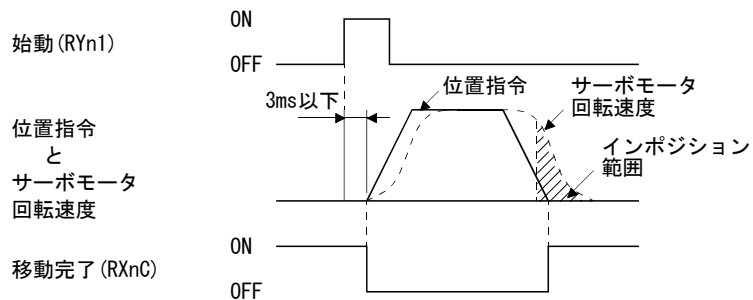 ON
始動(RYn1)
OFF
3ms以下
位置指令
サーボモータ
回転速度
位置指令
と
サーボモータ
回転速度
インポジション
範囲
ON
移動完了(RXnC)
OFF